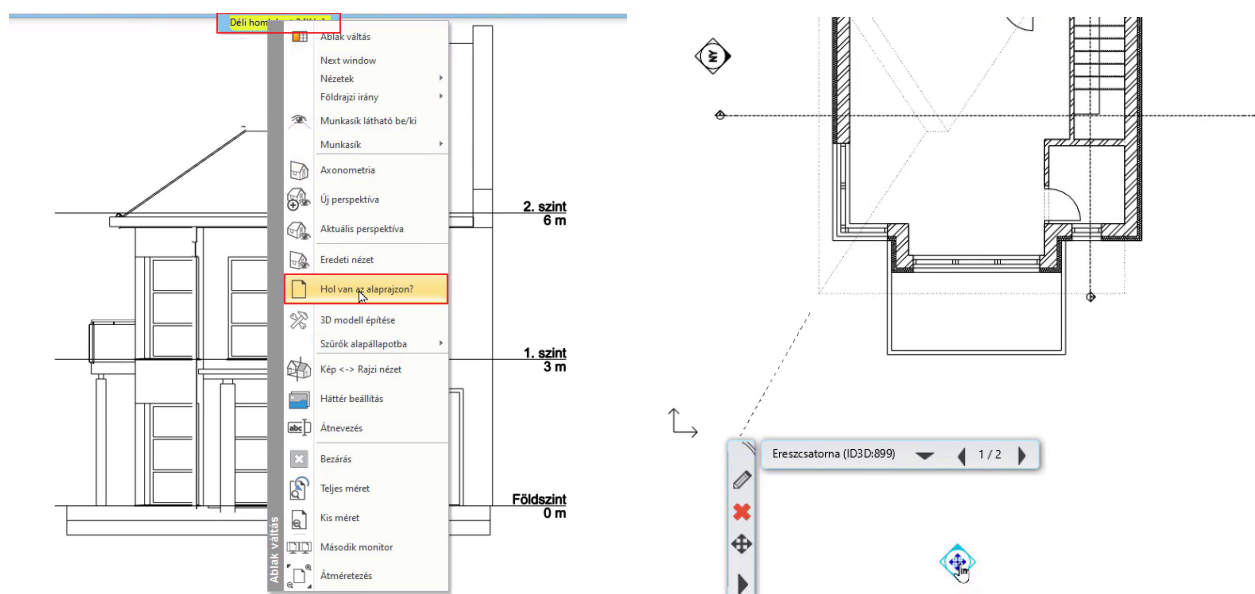 Déli
Ablak váltás
Next window
Nézetek
Földrajzi irány
Munkasík látható be/ki
Munkasík
Axonometria
Új perspektíva
Aktuális perspektíva
Eredeti nézet
Hol van az alaprajzon?
3D modell építése
Szűrők alapállapotba
Kép <-> Rajzi nézet
Háttér beállítás
Átnevezés
Bezárás
Teljes méret
Kis méret
Második monitor
Átméretezés
Ablak váltás
abc
2. szint
6 m
1. szint
3 m
Földszint
0 m
NY
Ereszcsatorna (ID3D:899)
1 / 2